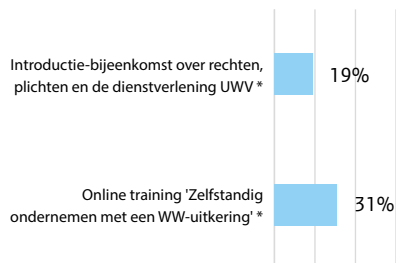 Introductie-bijeenkomst over rechten,
plichten en de dienstverlening UWV *
19%
Online training 'Zelfstandig
ondernemen met een WW-uitkering' *
31%